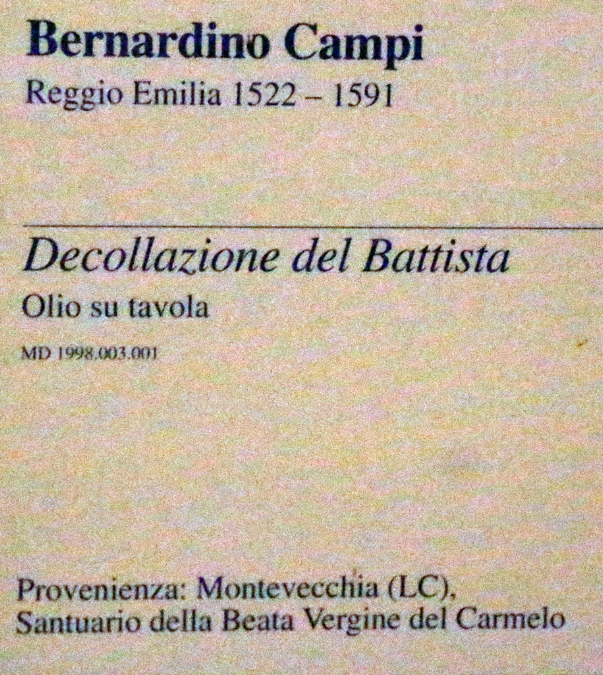 Bernardino Campi
Reggio Emilia 1522 – 1591
Decollazione del Battista
Olio su tavola
MD 1998.003.001
Provenienza: Montevecchia (LC),
Santuario della Beata Vergine del Carmelo